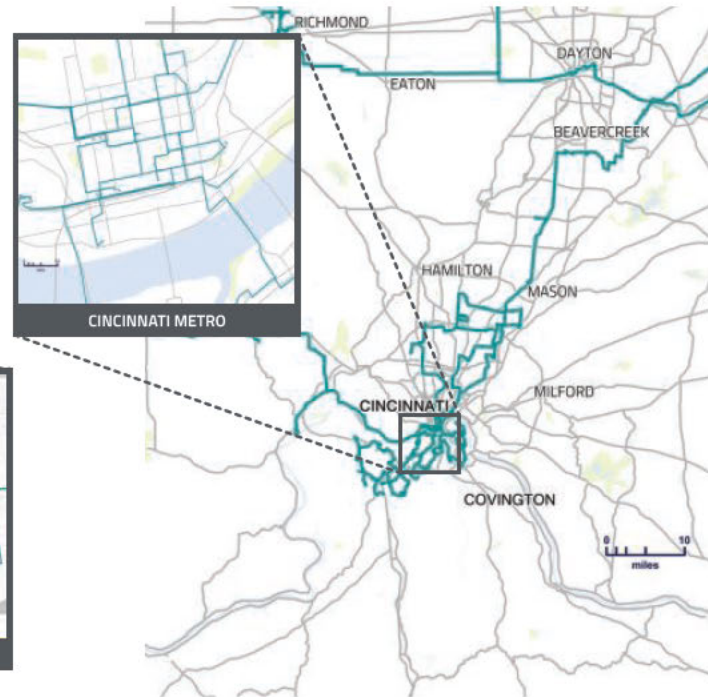 RICHMOND
DAYTON
EATON
BEAVERCREEK
HAMILTON
MASON
CINCINNATI METRO
MILFORD
CINCINNATI
COVINGTON
0 10
miles